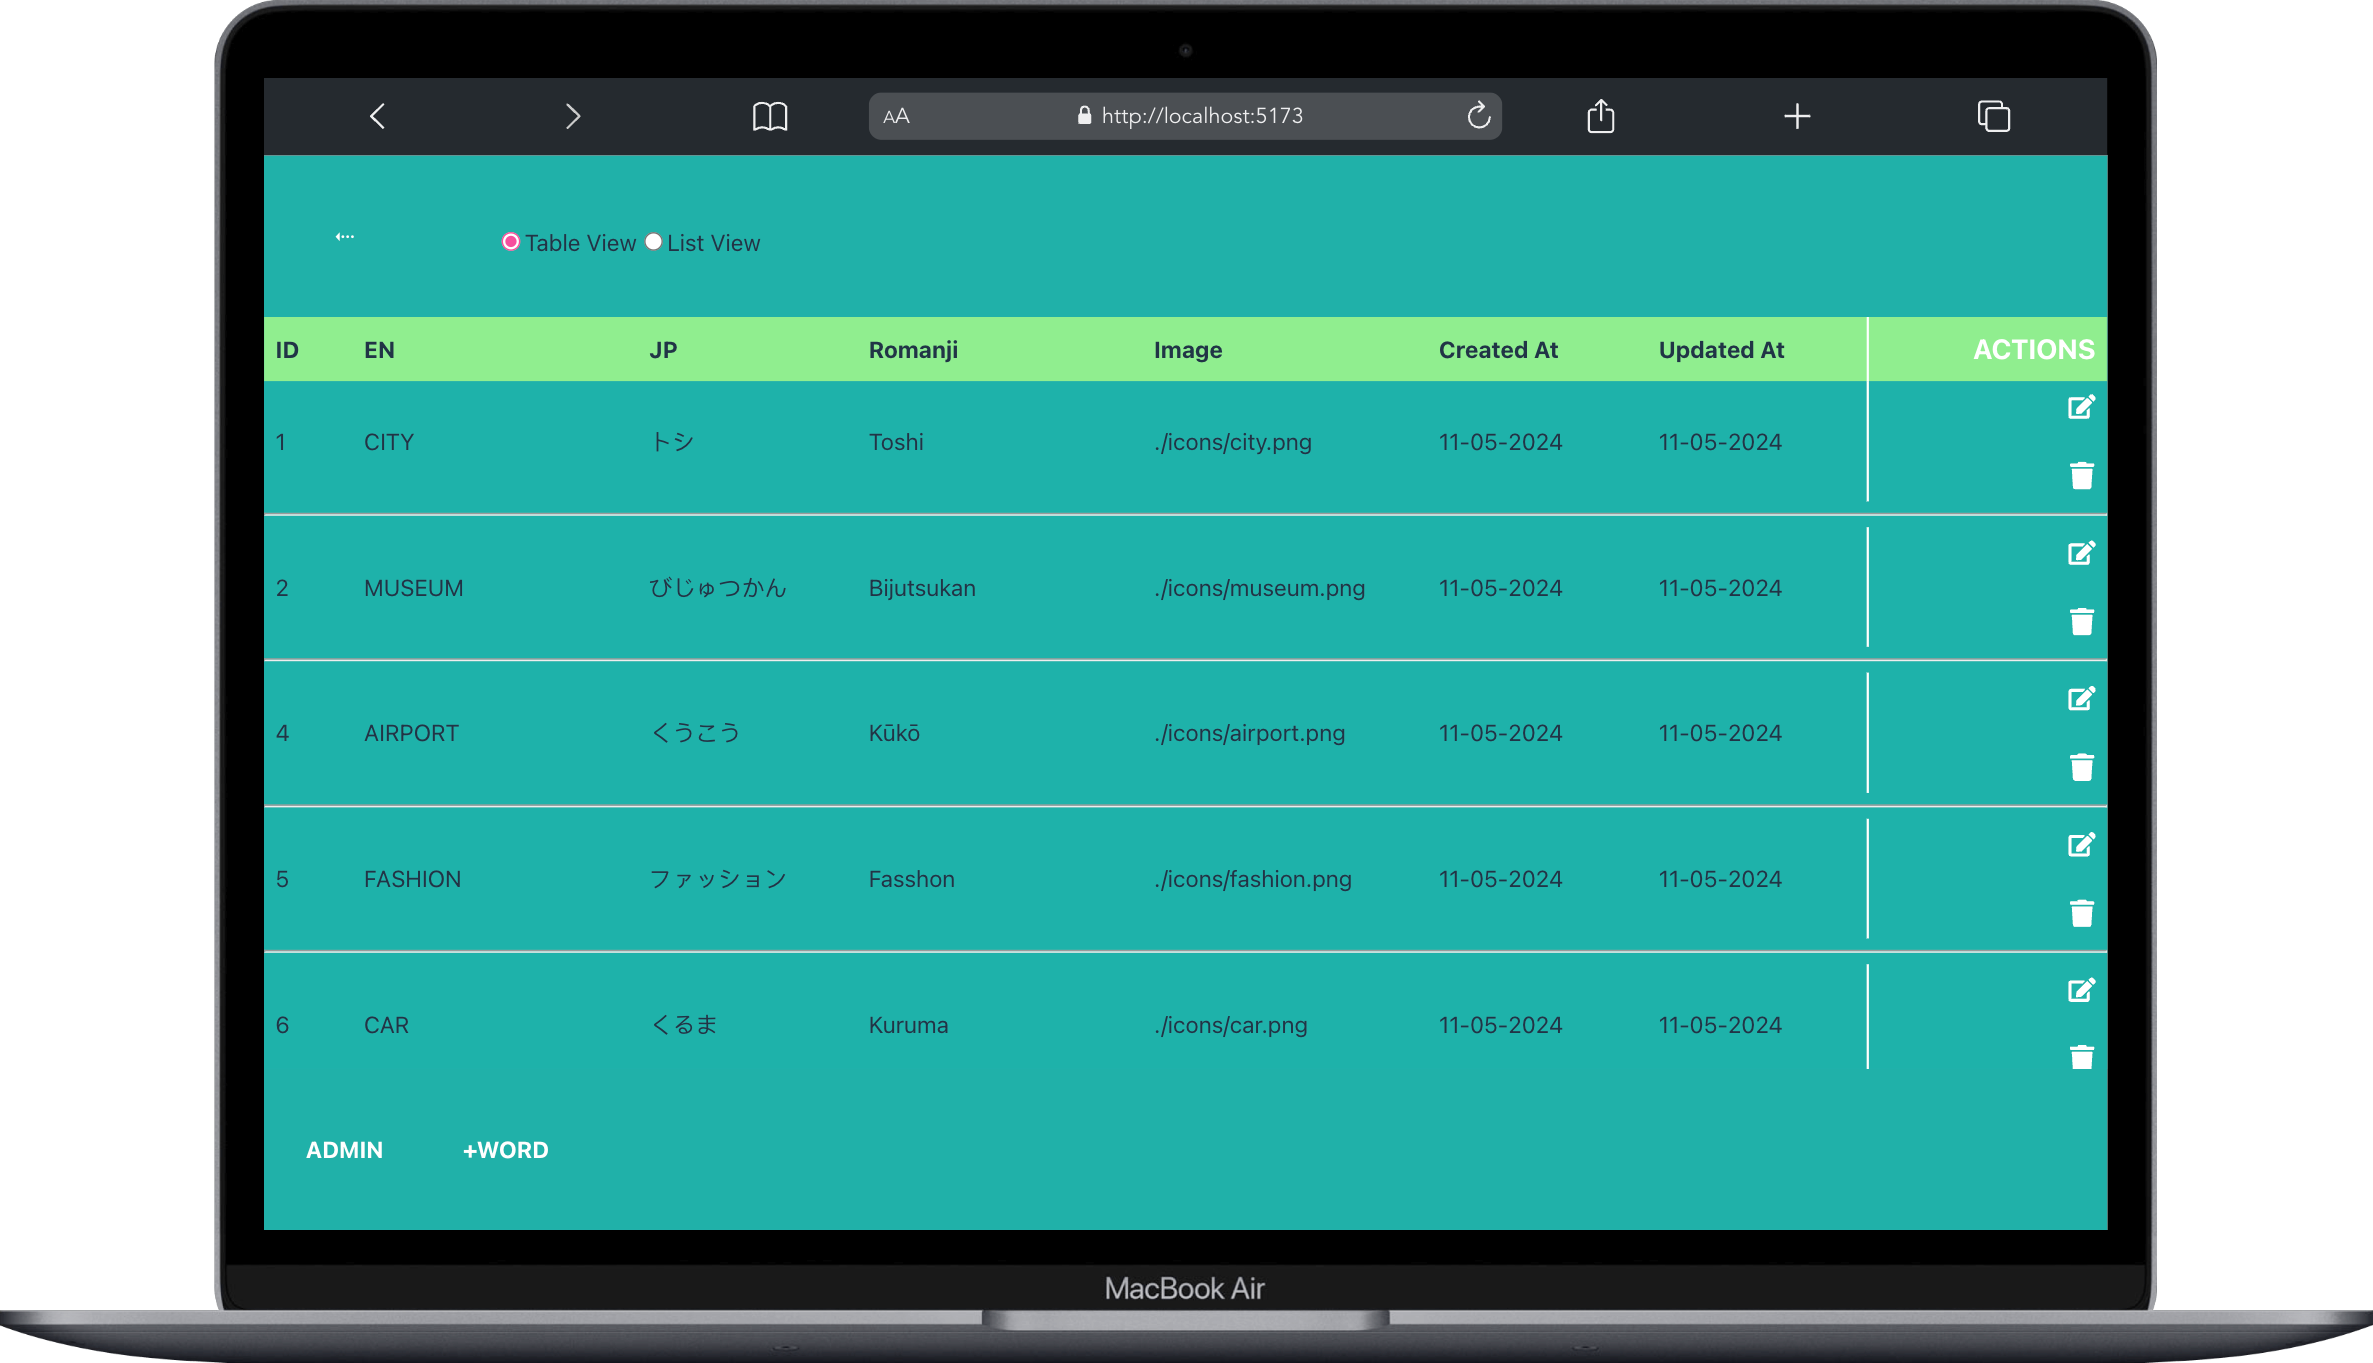 AA http://localhost:5173
Table View List View
ID EN JP Romanji Image Created At Updated At ACTIONS
1 CITY トシ Toshi ./icons/city.png 11-05-2024 11-05-2024
2 MUSEUM びじゅつかん Bijutsukan ./icons/museum.png 11-05-2024 11-05-2024
4 AIRPORT くうこう Kūkō ./icons/airport.png 11-05-2024 11-05-2024
5 FASHION ファッション Fasshon ./icons/fashion.png 11-05-2024 11-05-2024
6 CAR くるま Kuruma ./icons/car.png 11-05-2024 11-05-2024
ADMIN +WORD
MacBook Air